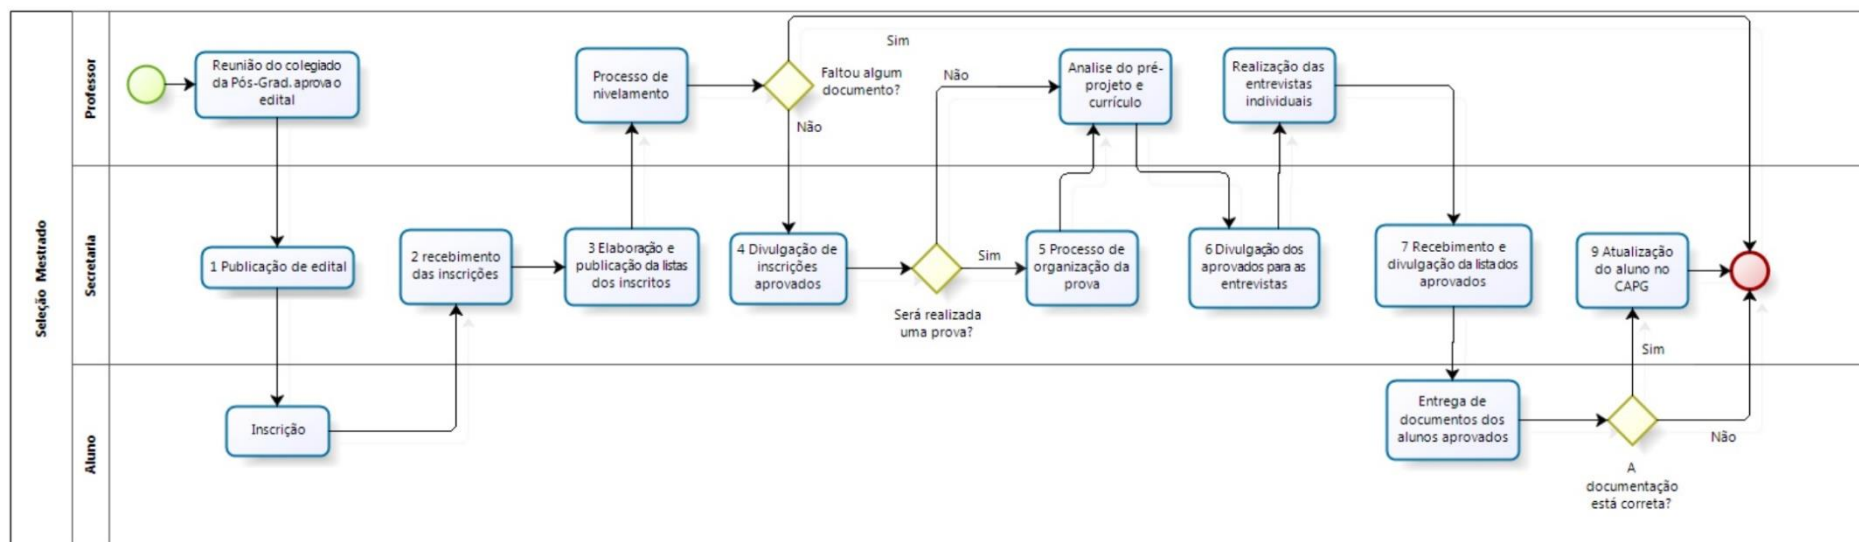 Seleção Mestrado
Professor
Reunião do colegiado
da Pós-Grad. aprova o
edital
Processo de
nivelamento
Faltou algum
documento?
Sim
Não
Não
Analise do pré-
projeto e
currículo
Realização das
entrevistas
individuais
Secretaria
1 Publicação de edital
2 recebimento
das inscrições
3 Elaboração e
publicação da listas
dos inscritos
4 Divulgação de
inscrições
aprovados
Será realizada
uma prova?
Sim
5 Processo de
organização da
prova
6 Divulgação dos
aprovados para as
entrevistas
7 Recebimento e
divulgação da lista dos
aprovados
9 Atualização
do aluno no
CAPG
Aluno
Inscrição
Entrega de
documentos dos
alunos aprovados
Sim
Não
A
documentação
está correta?